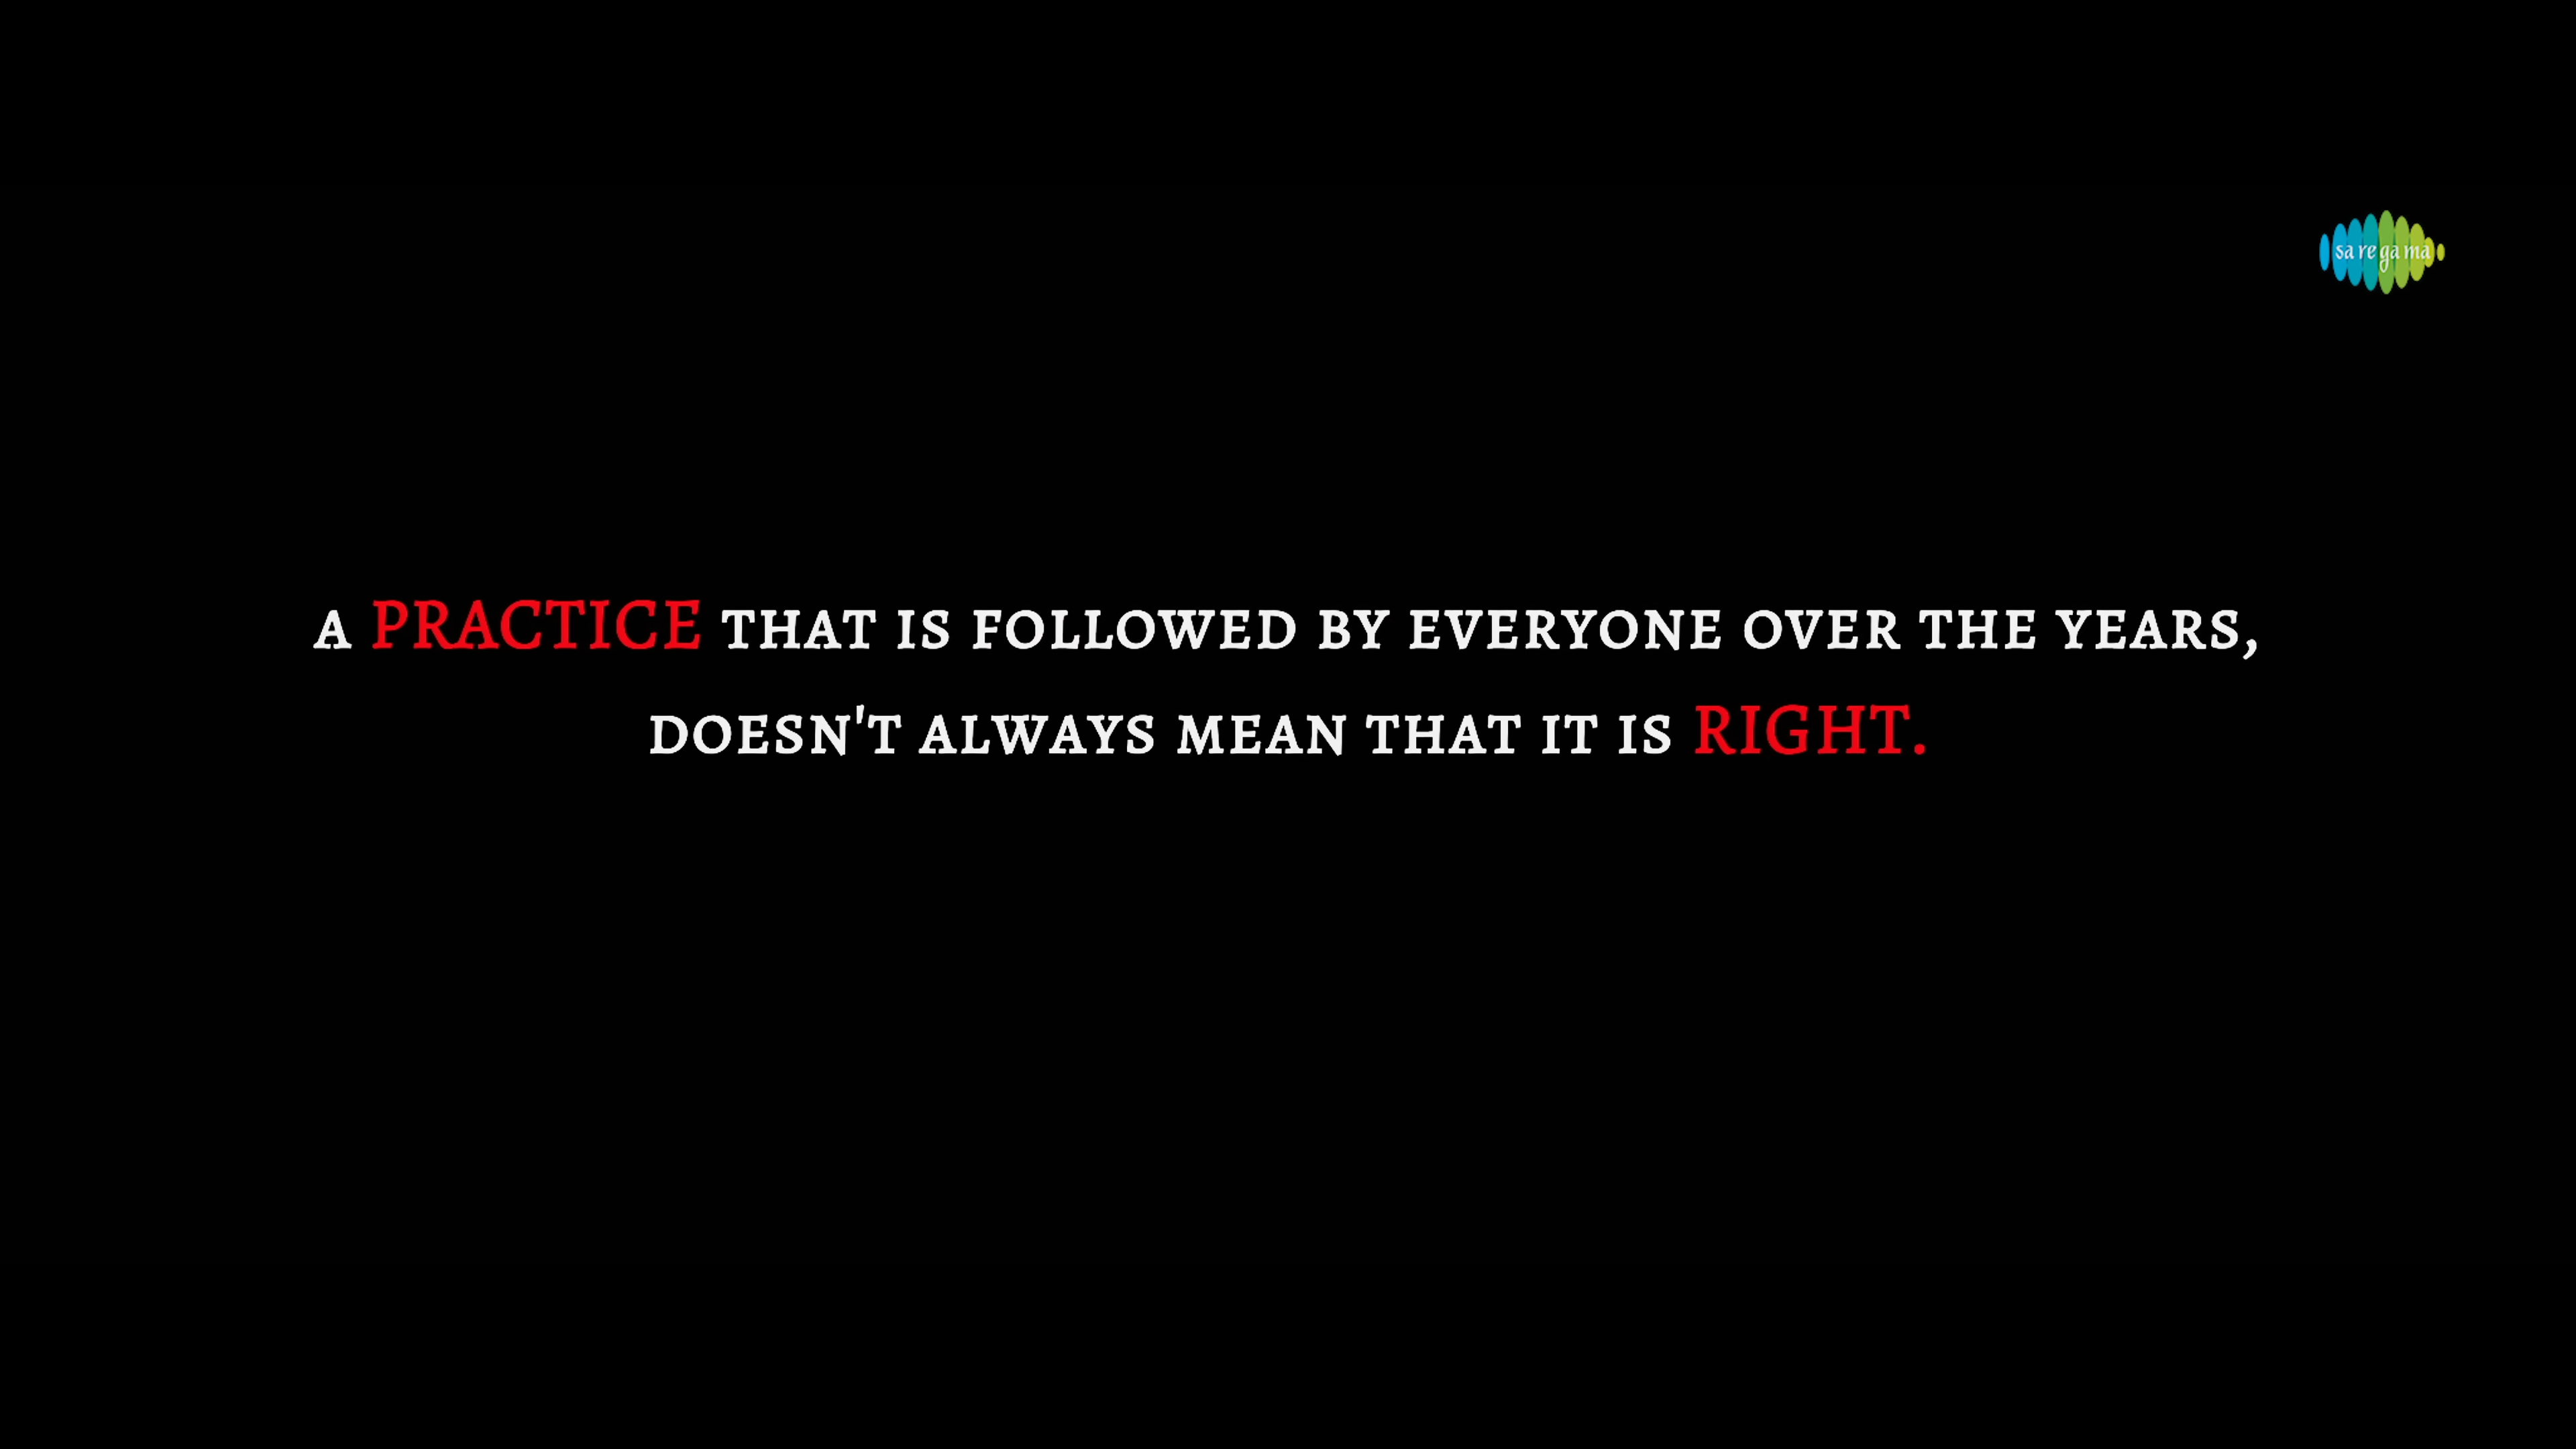 sa re ga ma
A PRACTICE THAT IS FOLLOWED BY EVERYONE OVER THE YEARS,
DOESN'T ALWAYS MEAN THAT IT IS RIGHT.